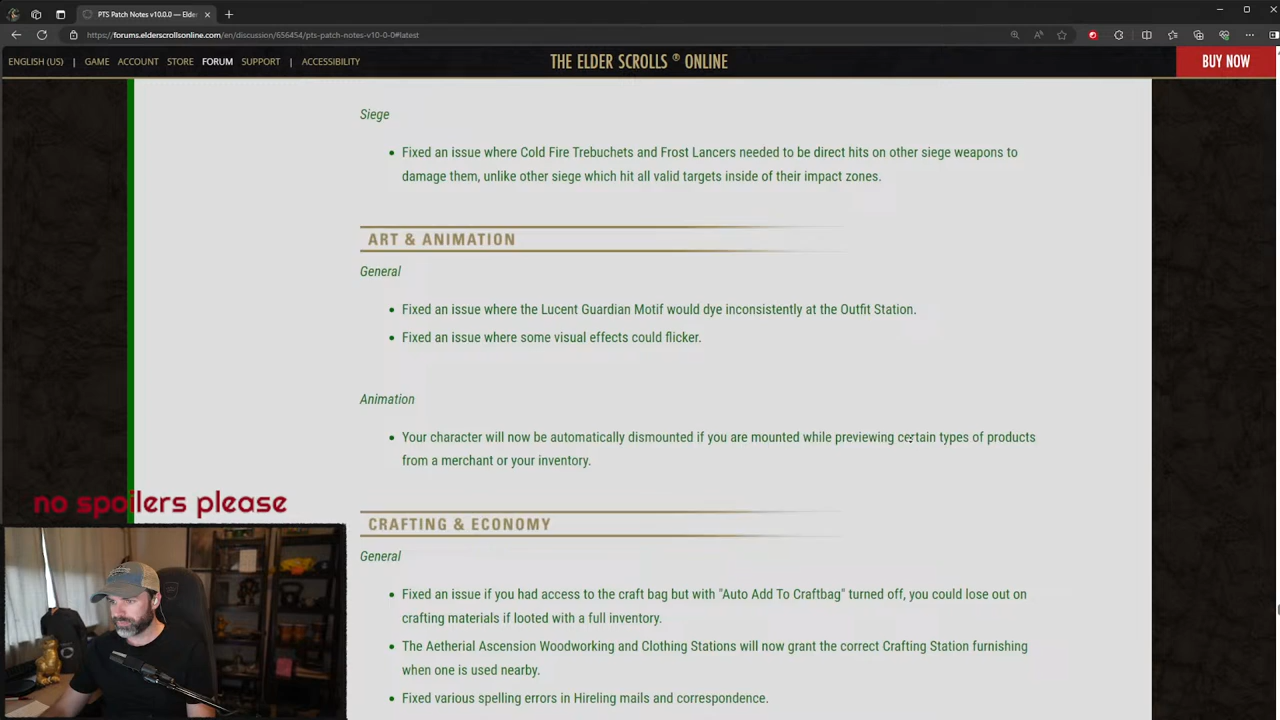 PTS Patch Notes v10.0.0 — Elder
https://forums.elderscrollsonline.com/en/discussion/656454/pts-patch-notes-v10-0-0#latest
ENGLISH (US) | GAME ACCOUNT STORE FORUM SUPPORT | ACCESSIBILITY
THE ELDER SCROLLS ® ONLINE
BUY NOW
Siege
• Fixed an issue where Cold Fire Trebuchets and Frost Lancers needed to be direct hits on other siege weapons to
damage them, unlike other siege which hit all valid targets inside of their impact zones.
ART & ANIMATION
General
• Fixed an issue where the Lucent Guardian Motif would dye inconsistently at the Outfit Station.
• Fixed an issue where some visual effects could flicker.
Animation
• Your character will now be automatically dismounted if you are mounted while previewing certain types of products
from a merchant or your inventory.
no spoilers please
CRAFTING & ECONOMY
General
• Fixed an issue if you had access to the craft bag but with "Auto Add To Craftbag" turned off, you could lose out on
crafting materials if looted with a full inventory.
• The Aetherial Ascension Woodworking and Clothing Stations will now grant the correct Crafting Station furnishing
when one is used nearby.
• Fixed various spelling errors in Hireling mails and correspondence.